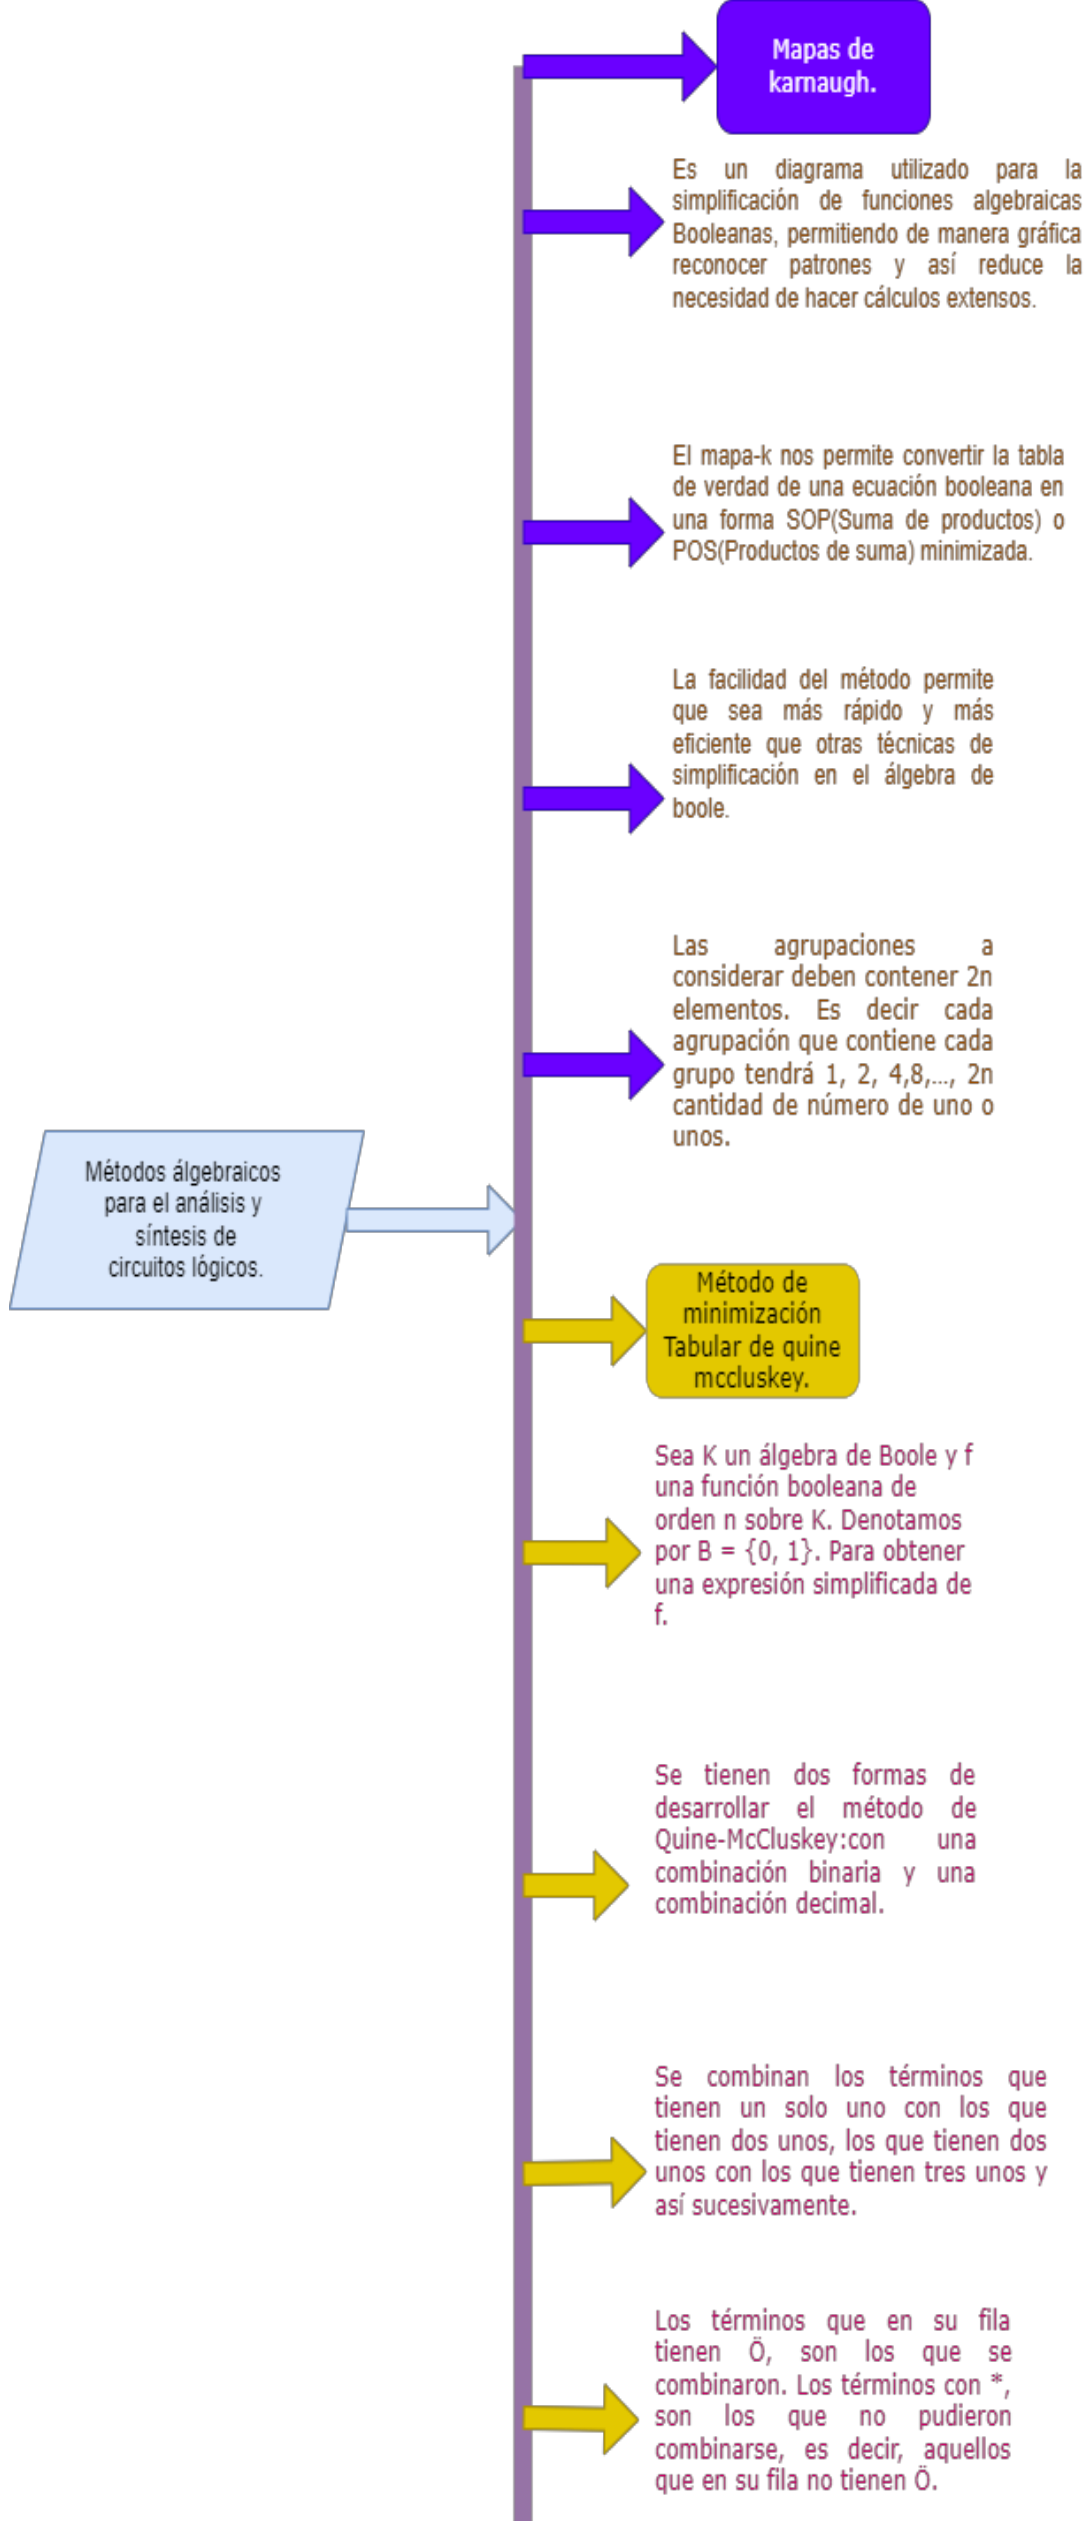 Mapas de
karnaugh.
Es un diagrama utilizado para la
simplificación de funciones algebraicas
Booleanas, permitiendo de manera gráfica
reconocer patrones y así reduce la
necesidad de hacer cálculos extensos.
El mapa-k nos permite convertir la tabla
de verdad de una ecuación booleana en
una forma SOP(Suma de productos) o
POS(Productos de suma) minimizada.
La facilidad del método permite
que sea más rápido y más
eficiente que otras técnicas de
simplificación en el álgebra de
boole.
Las agrupaciones a
considerar deben contener 2n
elementos. Es decir cada
agrupación que contiene cada
grupo tendrá 1, 2, 4,8,..., 2n
cantidad de número de uno o
unos.
Métodos álgebraicos
para el análisis y
síntesis de
circuitos lógicos.
Método de
minimización
Tabular de quine
mccluskey.
Sea K un álgebra de Boole y f
una función booleana de
orden n sobre K. Denotamos
por B = {0, 1}. Para obtener
una expresión simplificada de
f.
Se tienen dos formas de
desarrollar el método de
Quine-McCluskey:con una
combinación binaria y una
combinación decimal.
Se combinan los términos que
tienen un solo uno con los que
tienen dos unos, los que tienen dos
unos con los que tienen tres unos y
así sucesivamente.
Los términos que en su fila
tienen Ö, son los que se
combinaron. Los términos con *,
son los que no pudieron
combinarse, es decir, aquellos
que en su fila no tienen Ö.